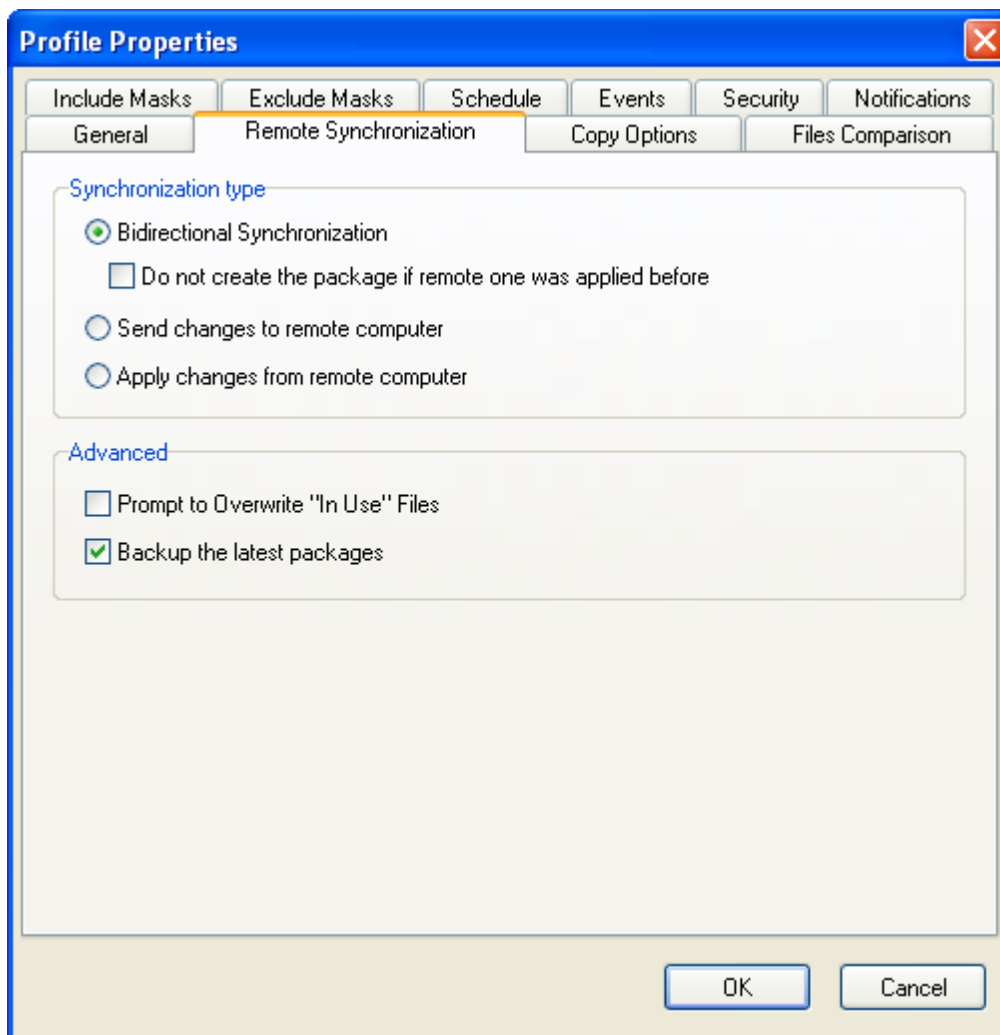 Profile Properties
Include Masks Exclude Masks Schedule Events Security Notifications
General Remote Synchronization Copy Options Files Comparison
Synchronization type
Bidirectional Synchronization
Do not create the package if remote one was applied before
Send changes to remote computer
Apply changes from remote computer
Advanced
Prompt to Overwrite "In Use" Files
Backup the latest packages
OK Cancel